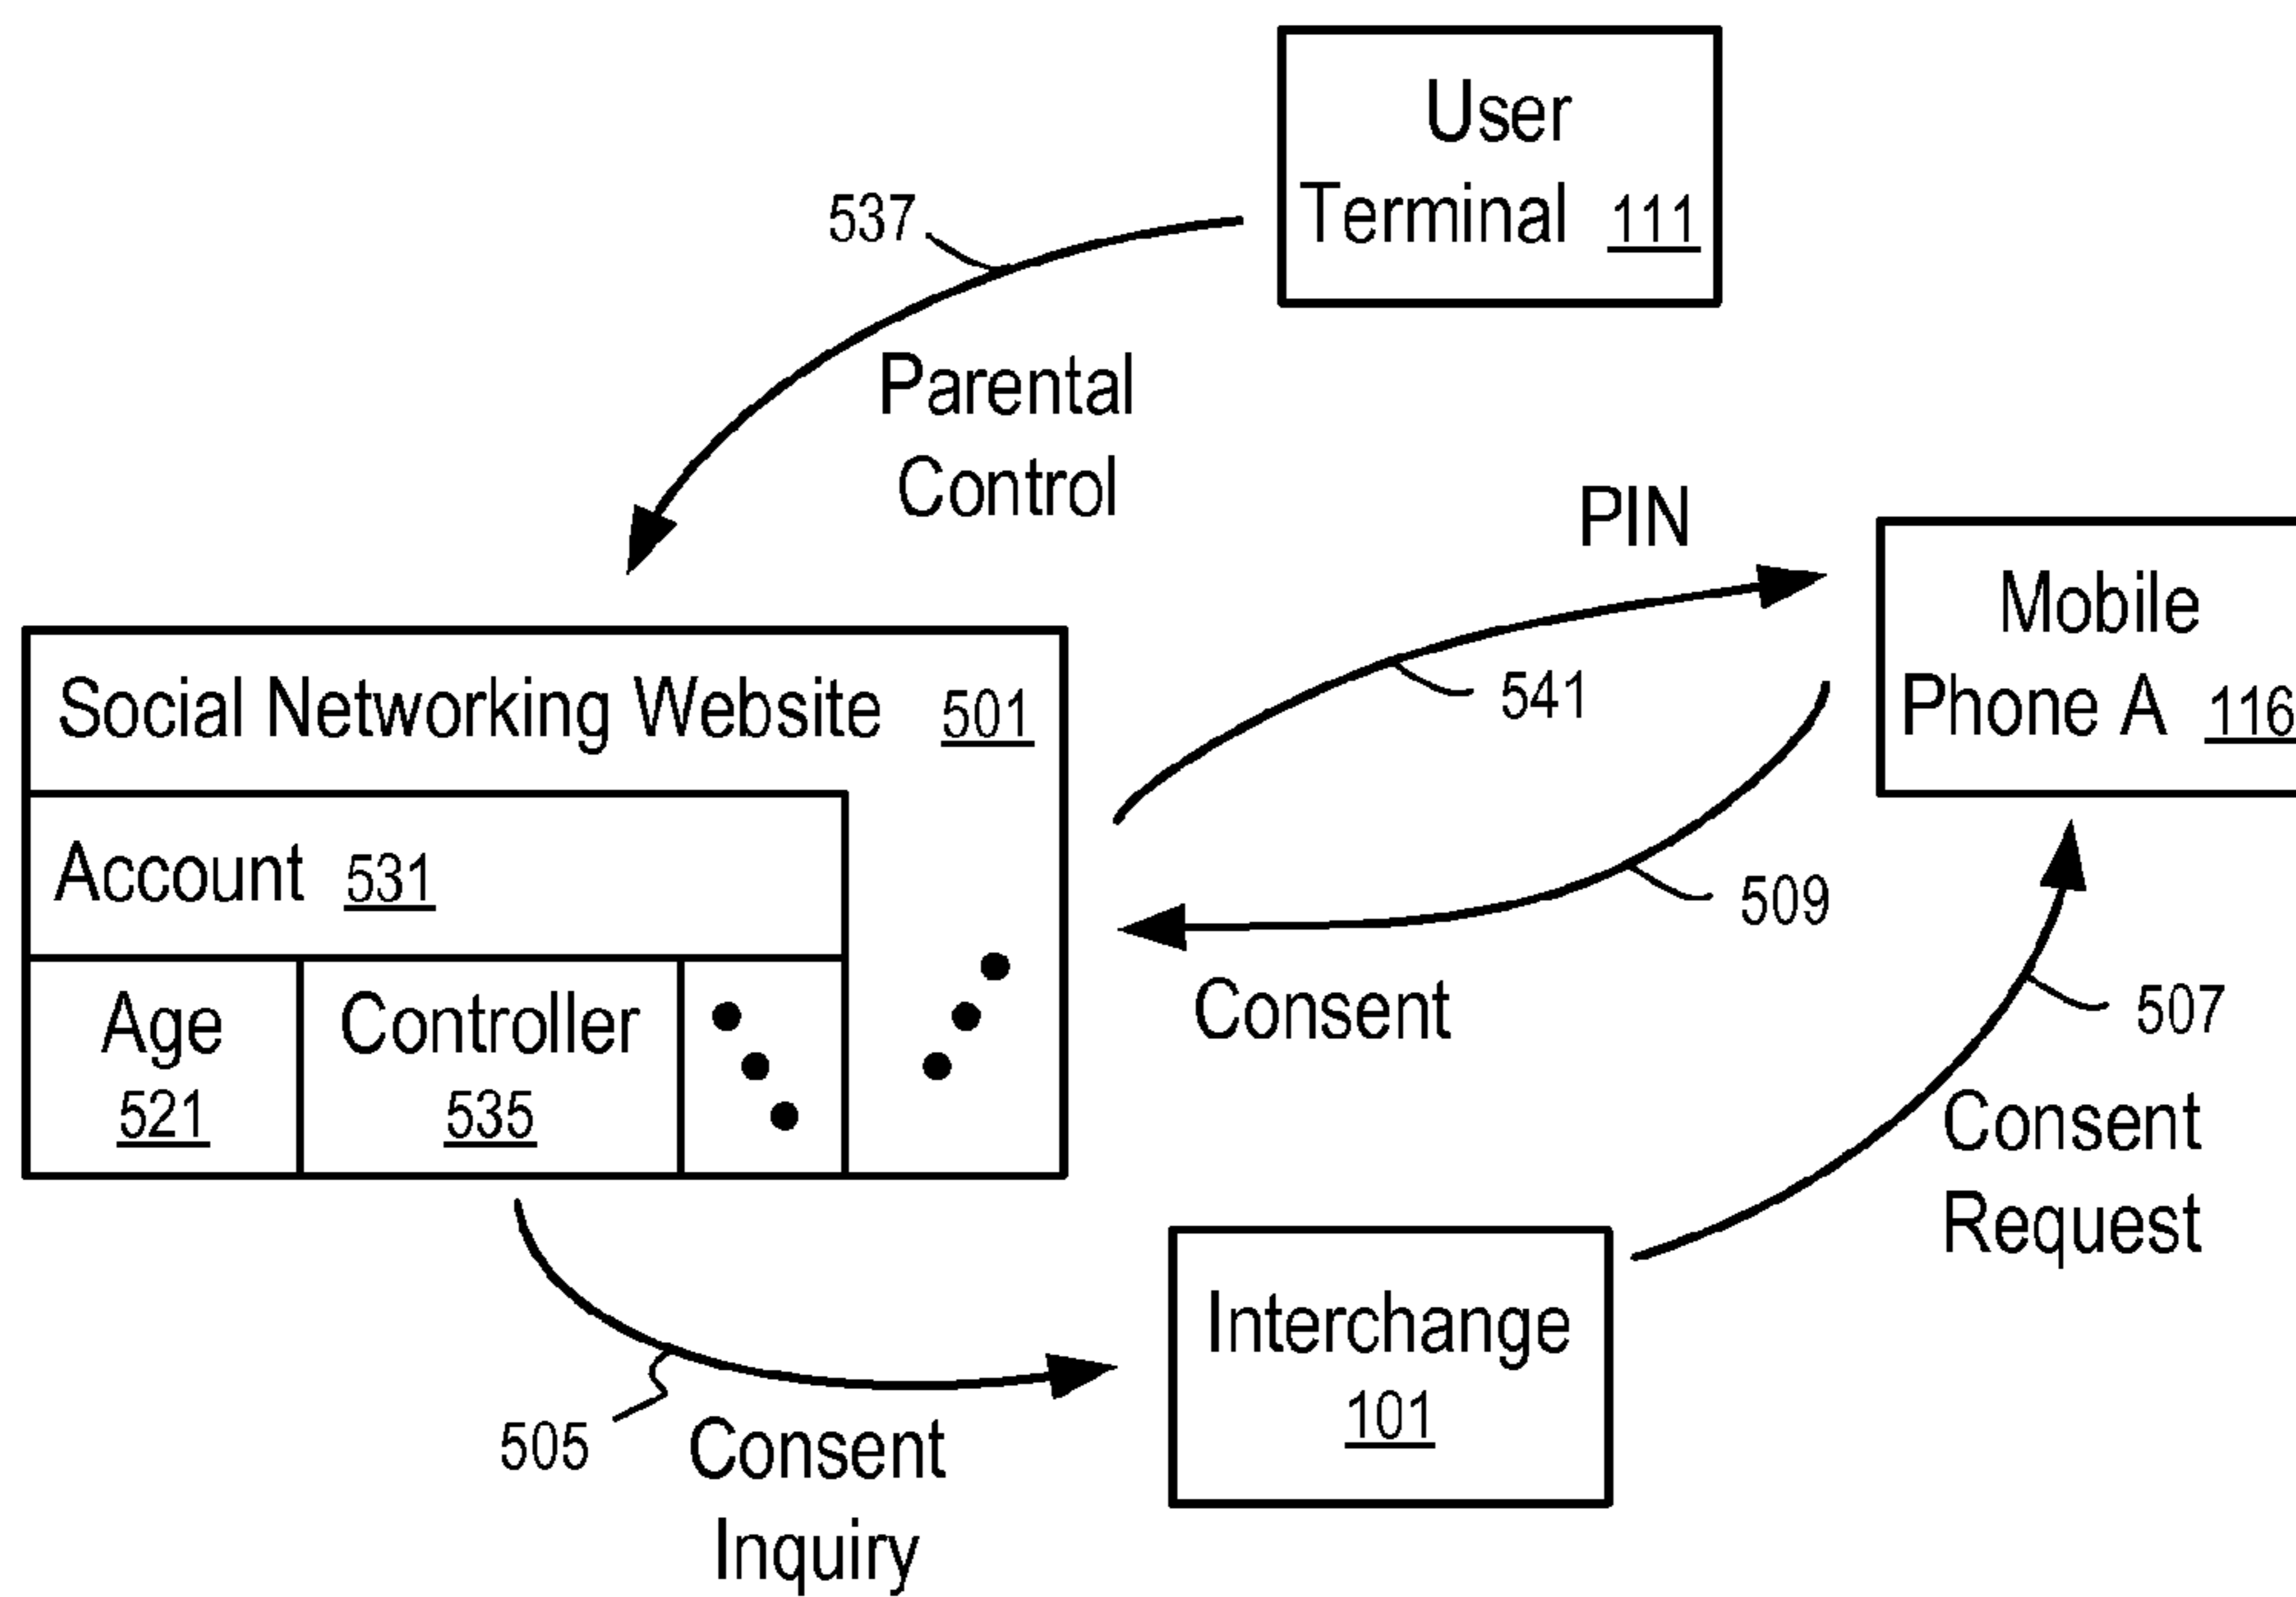 User
Terminal 111
537
Parental
Control
PIN
Mobile
Phone A 116
541
Social Networking Website 501
Account 531
509
Age
521
Controller
535
Consent
507
Consent
Request
Interchange
101
505
Consent
Inquiry